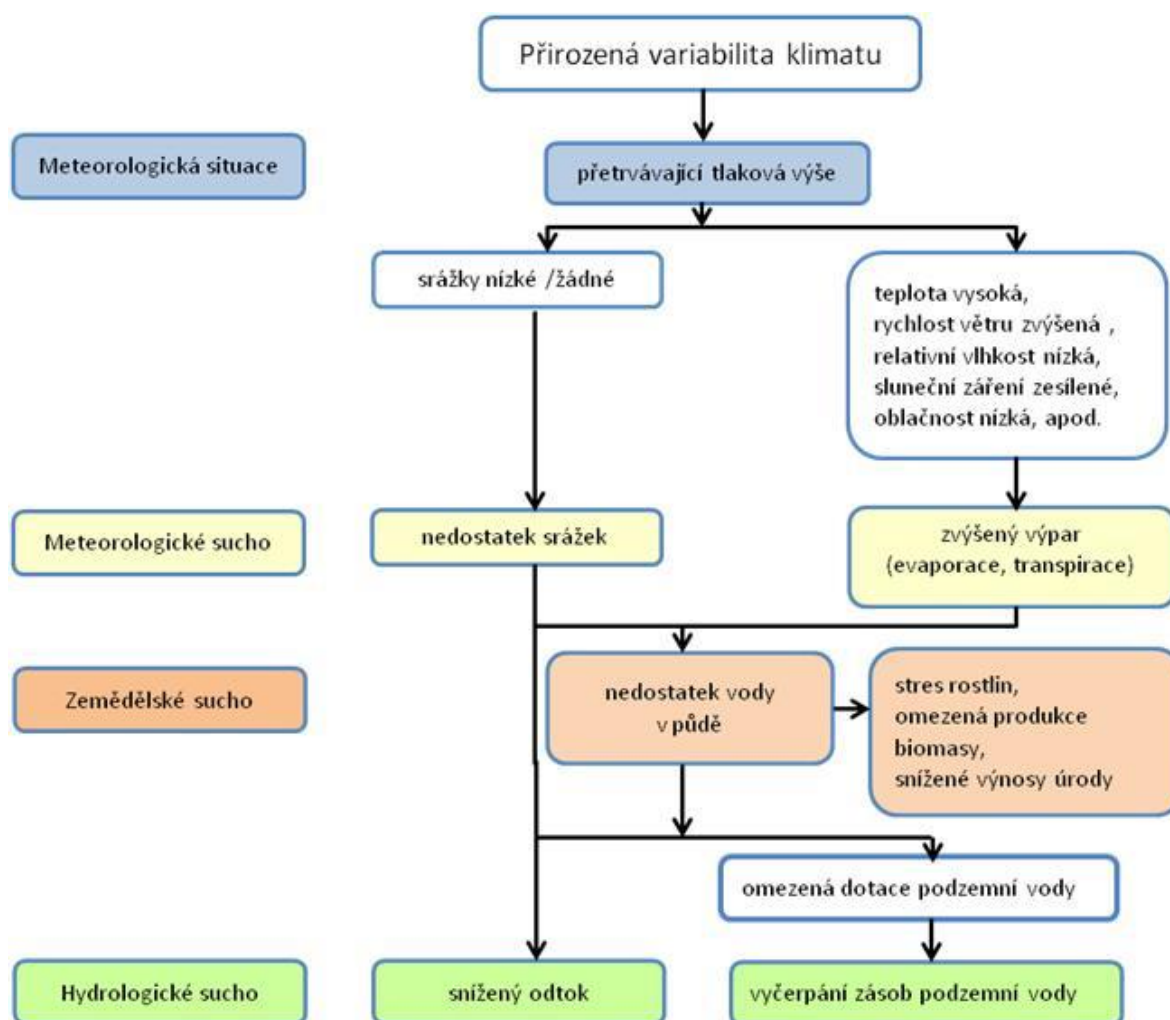 Přirozená variabilita klimatu
Meteorologická situace
přetrvávající tlaková výše
srážky nízké /žádné
teplota vysoká,
rychlost větru zvýšená ,
relativní vlhkost nízká,
sluneční záření zesílené,
oblačnost nízká, apod.
Meteorologické sucho
nedostatek srážek
zvýšený výpar
(evaporace, transpirace)
Zemědělské sucho
nedostatek vody
v půdě
stres rostlin,
omezená produkce
biomasy,
snížené výnosy úrody
omezená dotace podzemní vody
Hydrologické sucho
snížený odtok
vyčerpání zásob podzemní vody